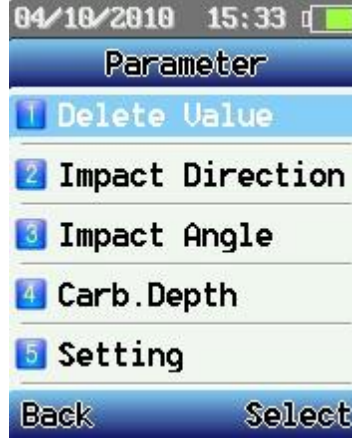 04/10/2010 15:33
Parameter
1 Delete Value
2 Impact Direction
3 Impact Angle
4 Carb.Depth
5 Setting
Back Select